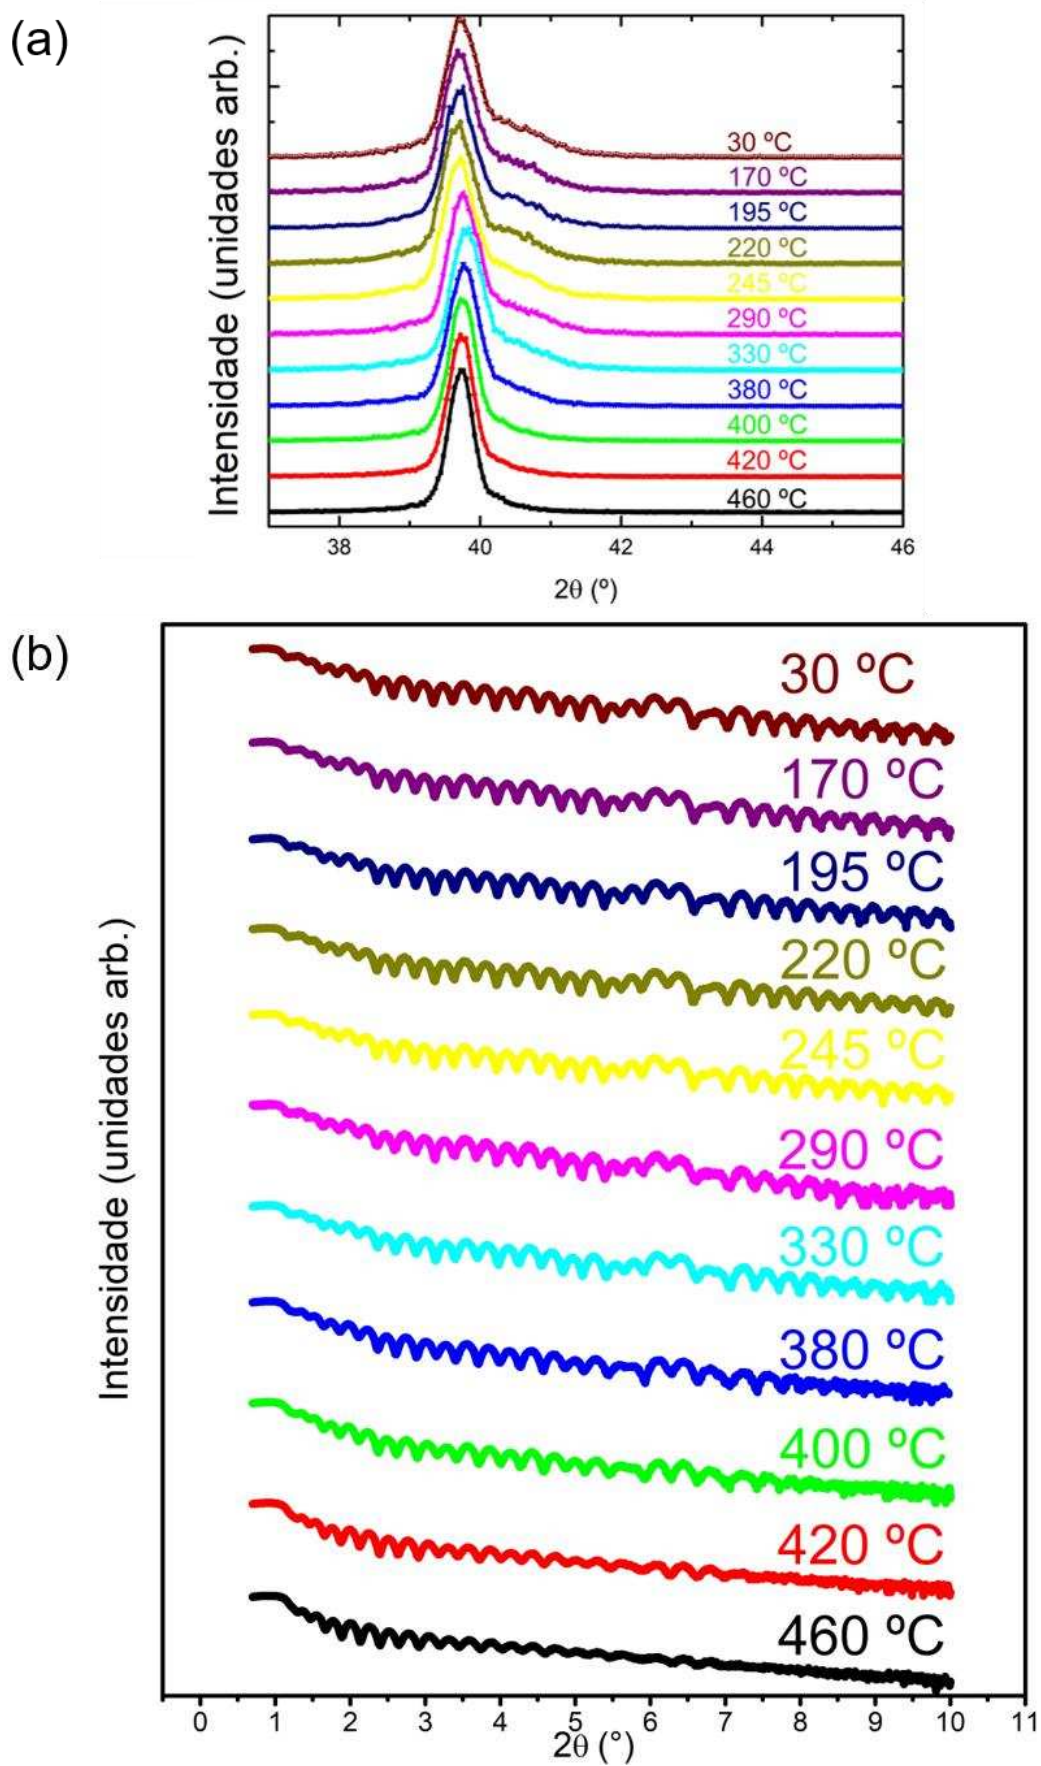 (a)
Intensidade (unidades arb.)
30 ºC
170 ºC
195 ºC
220 ºC
245 ºC
290 ºC
330 ºC
380 ºC
400 ºC
420 ºC
460 ºC
38 40 42 44 46
2θ (º)
(b)
Intensidade (unidades arb.)
30 ºC
170 ºC
195 ºC
220 ºC
245 ºC
290 ºC
330 ºC
380 ºC
400 ºC
420 ºC
460 ºC
0 1 2 3 4 5 6 7 8 9 10 11
2θ (°)